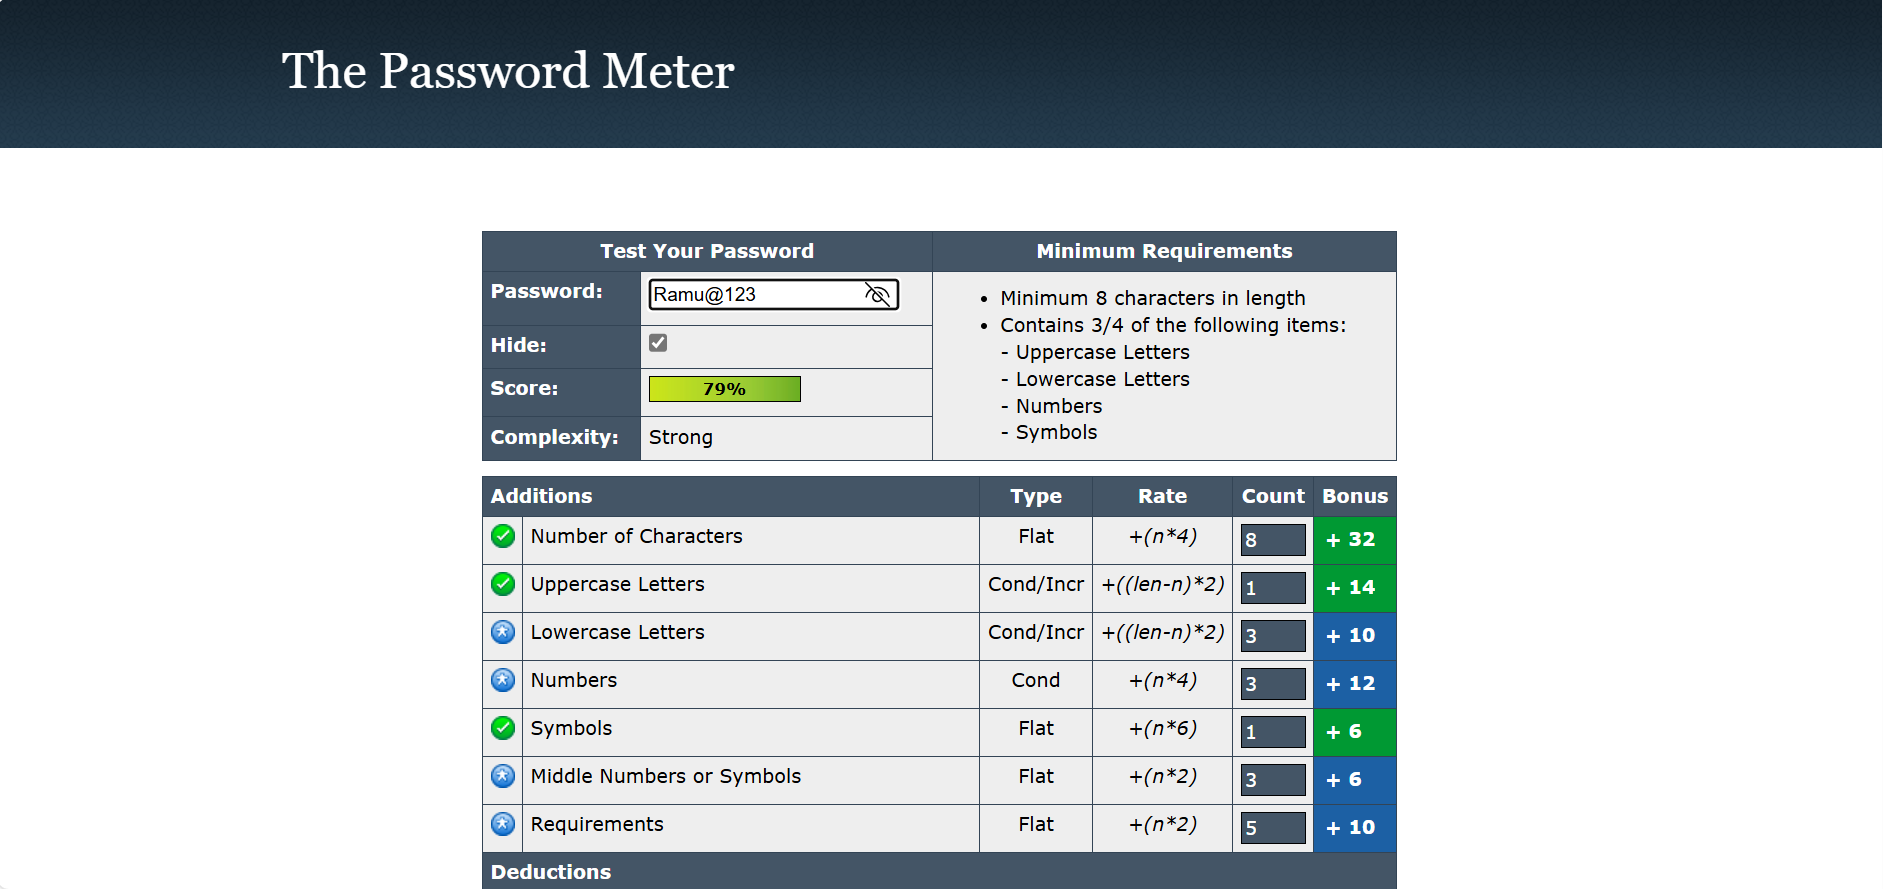 The Password Meter
Test Your Password Minimum Requirements
Password: Ramu@123
Hide:
Score: 79%
Complexity: Strong
• Minimum 8 characters in length
• Contains 3/4 of the following items:
- Uppercase Letters
- Lowercase Letters
- Numbers
- Symbols
Additions Type Rate Count Bonus
Number of Characters Flat +(n*4) 8 + 32
Uppercase Letters Cond/Incr +((len-n)*2) 1 + 14
Lowercase Letters Cond/Incr +((len-n)*2) 3 + 10
Numbers Cond +(n*4) 3 + 12
Symbols Flat +(n*6) 1 + 6
Middle Numbers or Symbols Flat +(n*2) 3 + 6
Requirements Flat +(n*2) 5 + 10
Deductions